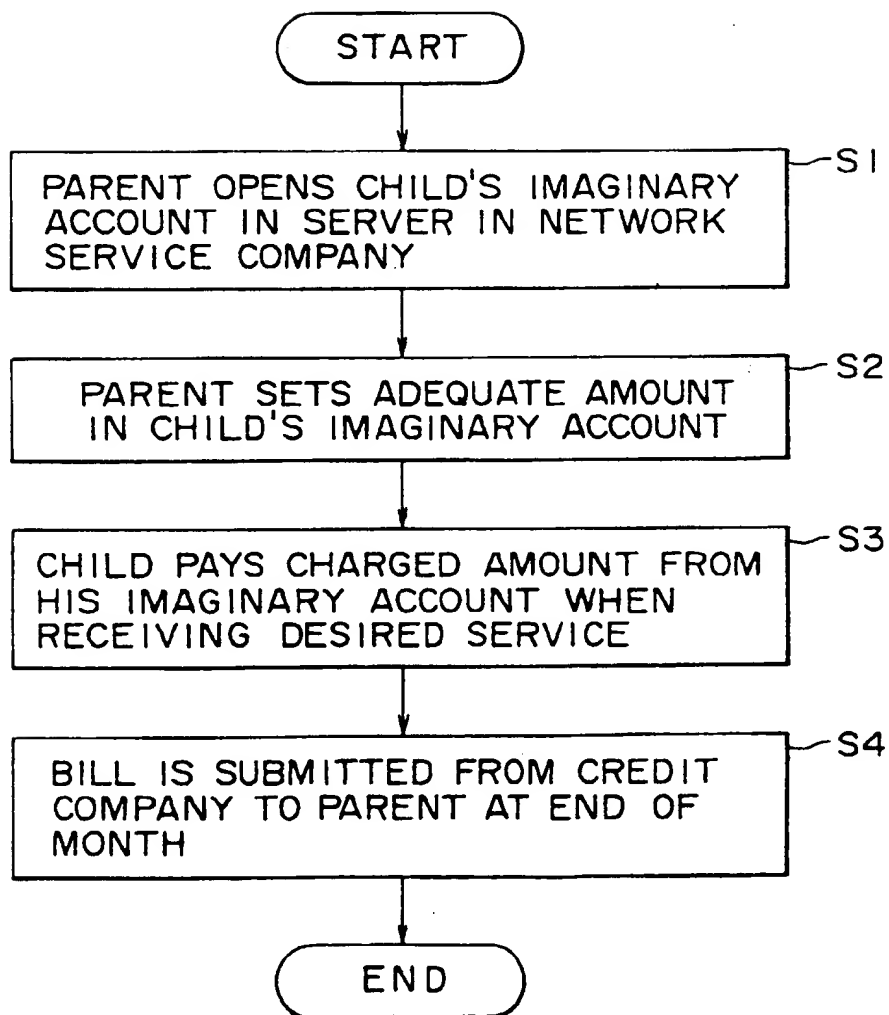 START
S1
PARENT OPENS CHILD'S IMAGINARY
ACCOUNT IN SERVER IN NETWORK
SERVICE COMPANY
S2
PARENT SETS ADEQUATE AMOUNT
IN CHILD'S IMAGINARY ACCOUNT
S3
CHILD PAYS CHARGED AMOUNT FROM
HIS IMAGINARY ACCOUNT WHEN
RECEIVING DESIRED SERVICE
S4
BILL IS SUBMITTED FROM CREDIT
COMPANY TO PARENT AT END OF
MONTH
END